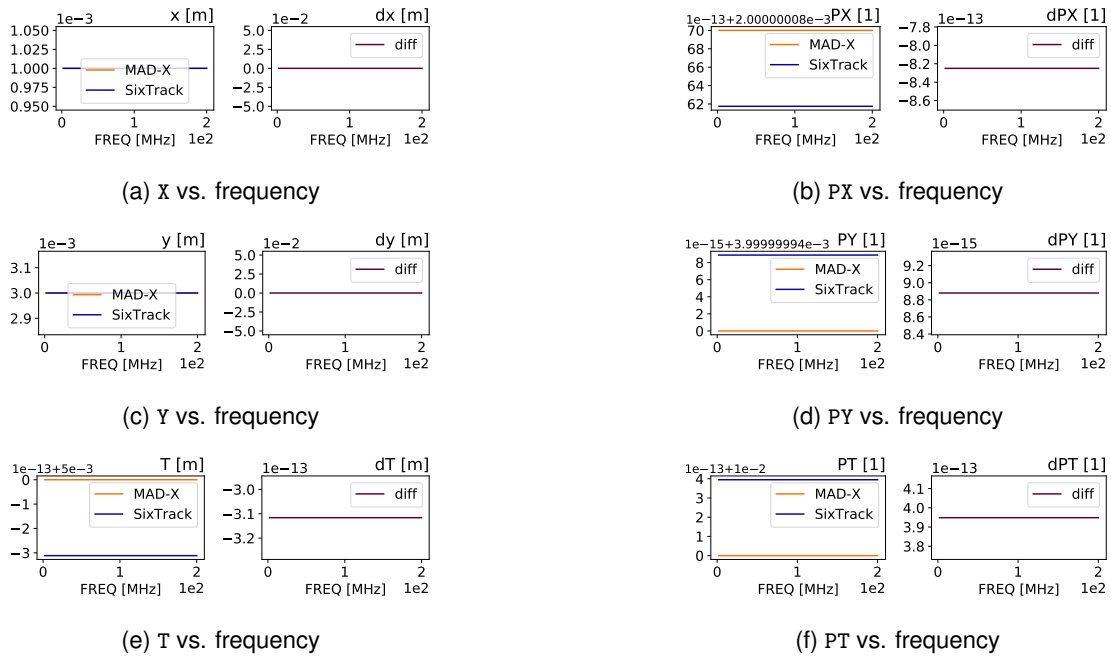 1e−3 x [m]
1.050
1.025
1.000
0.975
0.950
MAD-X
SixTrack
0 1 2
FREQ [MHz] 1e2
1e−2 dx [m]
5.0
2.5
0.0
−2.5
−5.0
diff
0 1 2
FREQ [MHz] 1e2
(a) X vs. frequency
1e−13+2.00000008e−3 PX [1]
70
68
66
64
62
MAD-X
SixTrack
0 1 2
FREQ [MHz] 1e2
1e−13 dPX [1]
−7.8
−8.0
−8.2
−8.4
−8.6
diff
0 1 2
FREQ [MHz] 1e2
(b) PX vs. frequency
1e−3 y [m]
3.1
3.0
2.9
MAD-X
SixTrack
0 1 2
FREQ [MHz] 1e2
1e−2 dy [m]
5.0
2.5
0.0
−2.5
−5.0
diff
0 1 2
FREQ [MHz] 1e2
(c) Y vs. frequency
1e−15+3.99999994e−3 PY [1]
8
6
4
2
0
MAD-X
SixTrack
0 1 2
FREQ [MHz] 1e2
1e−15 dPY [1]
9.2
9.0
8.8
8.6
8.4
diff
0 1 2
FREQ [MHz] 1e2
(d) PY vs. frequency
1e−13+5e−3 T [m]
0
−1
−2
−3
MAD-X
SixTrack
0 1 2
FREQ [MHz] 1e2
1e−13 dT [m]
−3.0
−3.1
−3.2
diff
0 1 2
FREQ [MHz] 1e2
(e) T vs. frequency
1e−13+1e−2 PT [1]
4
3
2
1
0
MAD-X
SixTrack
0 1 2
FREQ [MHz] 1e2
1e−13 dPT [1]
4.1
4.0
3.9
3.8
diff
0 1 2
FREQ [MHz] 1e2
(f) PT vs. frequency